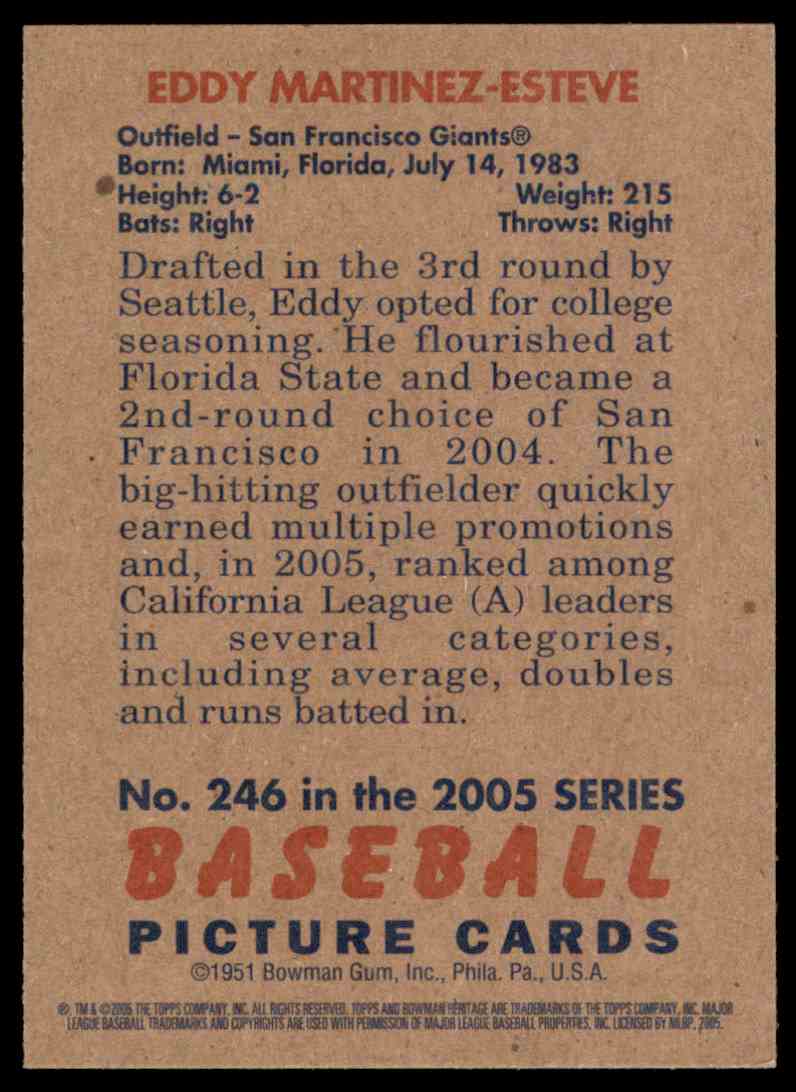 EDDY MARTINEZ-ESTEVE
Outfield – San Francisco Giants®
Born: Miami, Florida, July 14, 1983
Height: 6-2 Weight: 215
Bats: Right Throws: Right
Drafted in the 3rd round by
Seattle, Eddy opted for college
seasoning. He flourished at
Florida State and became a
2nd-round choice of San
Francisco in 2004. The
big-hitting outfielder quickly
earned multiple promotions
and, in 2005, ranked among
California League (A) leaders
in several categories,
including average, doubles
and runs batted in.
No. 246 in the 2005 SERIES
BASEBALL
PICTURE CARDS
©1951 Bowman Gum, Inc., Phila. Pa., U.S.A.
® TM & ©2005 THE TOPPS COMPANY, INC. ALL RIGHTS RESERVED. TOPPS AND BOWMAN HERITAGE ARE TRADEMARKS OF THE TOPPS COMPANY, INC. MAJOR
LEAGUE BASEBALL TRADEMARKS AND COPYRIGHTS ARE USED WITH PERMISSION OF MAJOR LEAGUE BASEBALL PROPERTIES, INC. LICENSED BY MLBP, 2005.